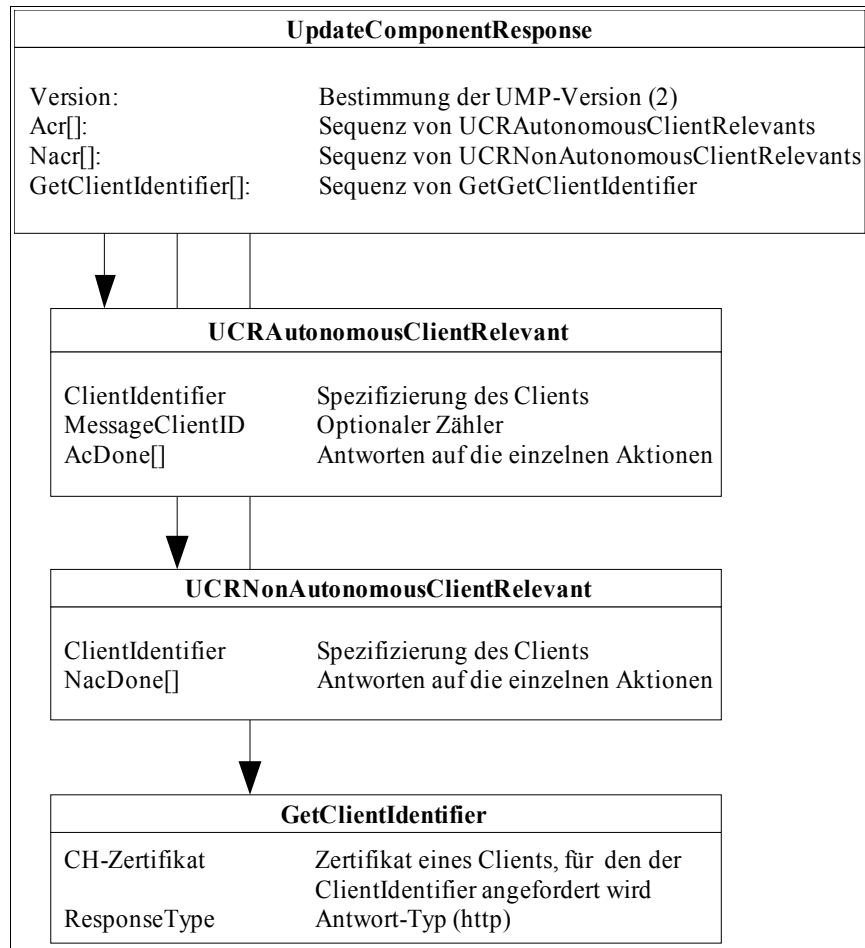 UpdateComponentResponse
Version: Bestimmung der UMP-Version (2)
Acr[]: Sequenz von UCRAutonomousClientRelevants
Nacr[]: Sequenz von UCRNonAutonomousClientRelevants
GetClientIdentifier[]: Sequenz von GetGetClientIdentifier
UCRAutonomousClientRelevant
ClientIdentifier Spezifizierung des Clients
MessageClientID Optionaler Zähler
AcDone[] Antworten auf die einzelnen Aktionen
UCRNonAutonomousClientRelevant
ClientIdentifier Spezifizierung des Clients
NacDone[] Antworten auf die einzelnen Aktionen
GetClientIdentifier
CH-Zertifikat Zertifikat eines Clients, für den der
ClientIdentifier angefordert wird
ResponseType Antwort-Typ (http)